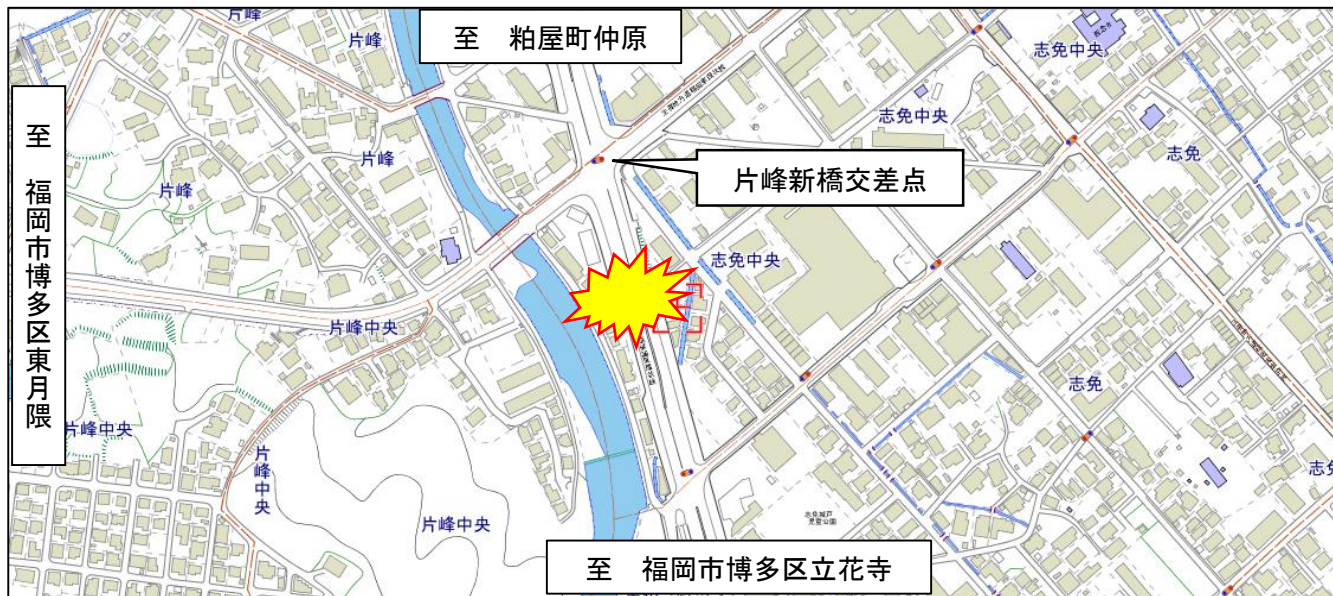 至　粕屋町仲原
片峰
片峰
志免中央
志免中央
至　福岡市博多区東月隈
片峰
片峰新橋交差点
志免
片峰
志免中央
片峰中央
志免
片峰中央
片峰中央
片峰中央
志免
至　福岡市博多区立花寺